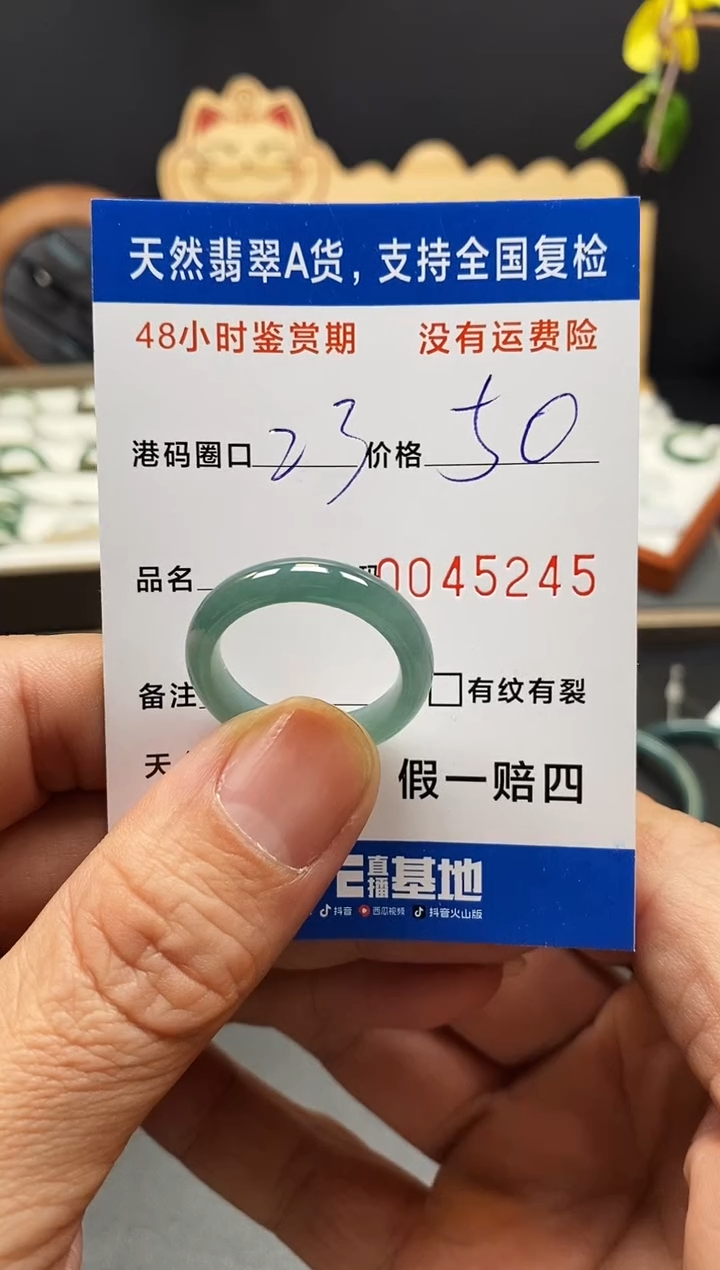 天然翡翠A货，支持全国复检
48小时鉴赏期 没有运费险
港码圈口 23 价格 50
品名 0045245
备注 □有纹有裂
天 假一赔四
直播基地
抖音 西瓜视频 抖音火山版